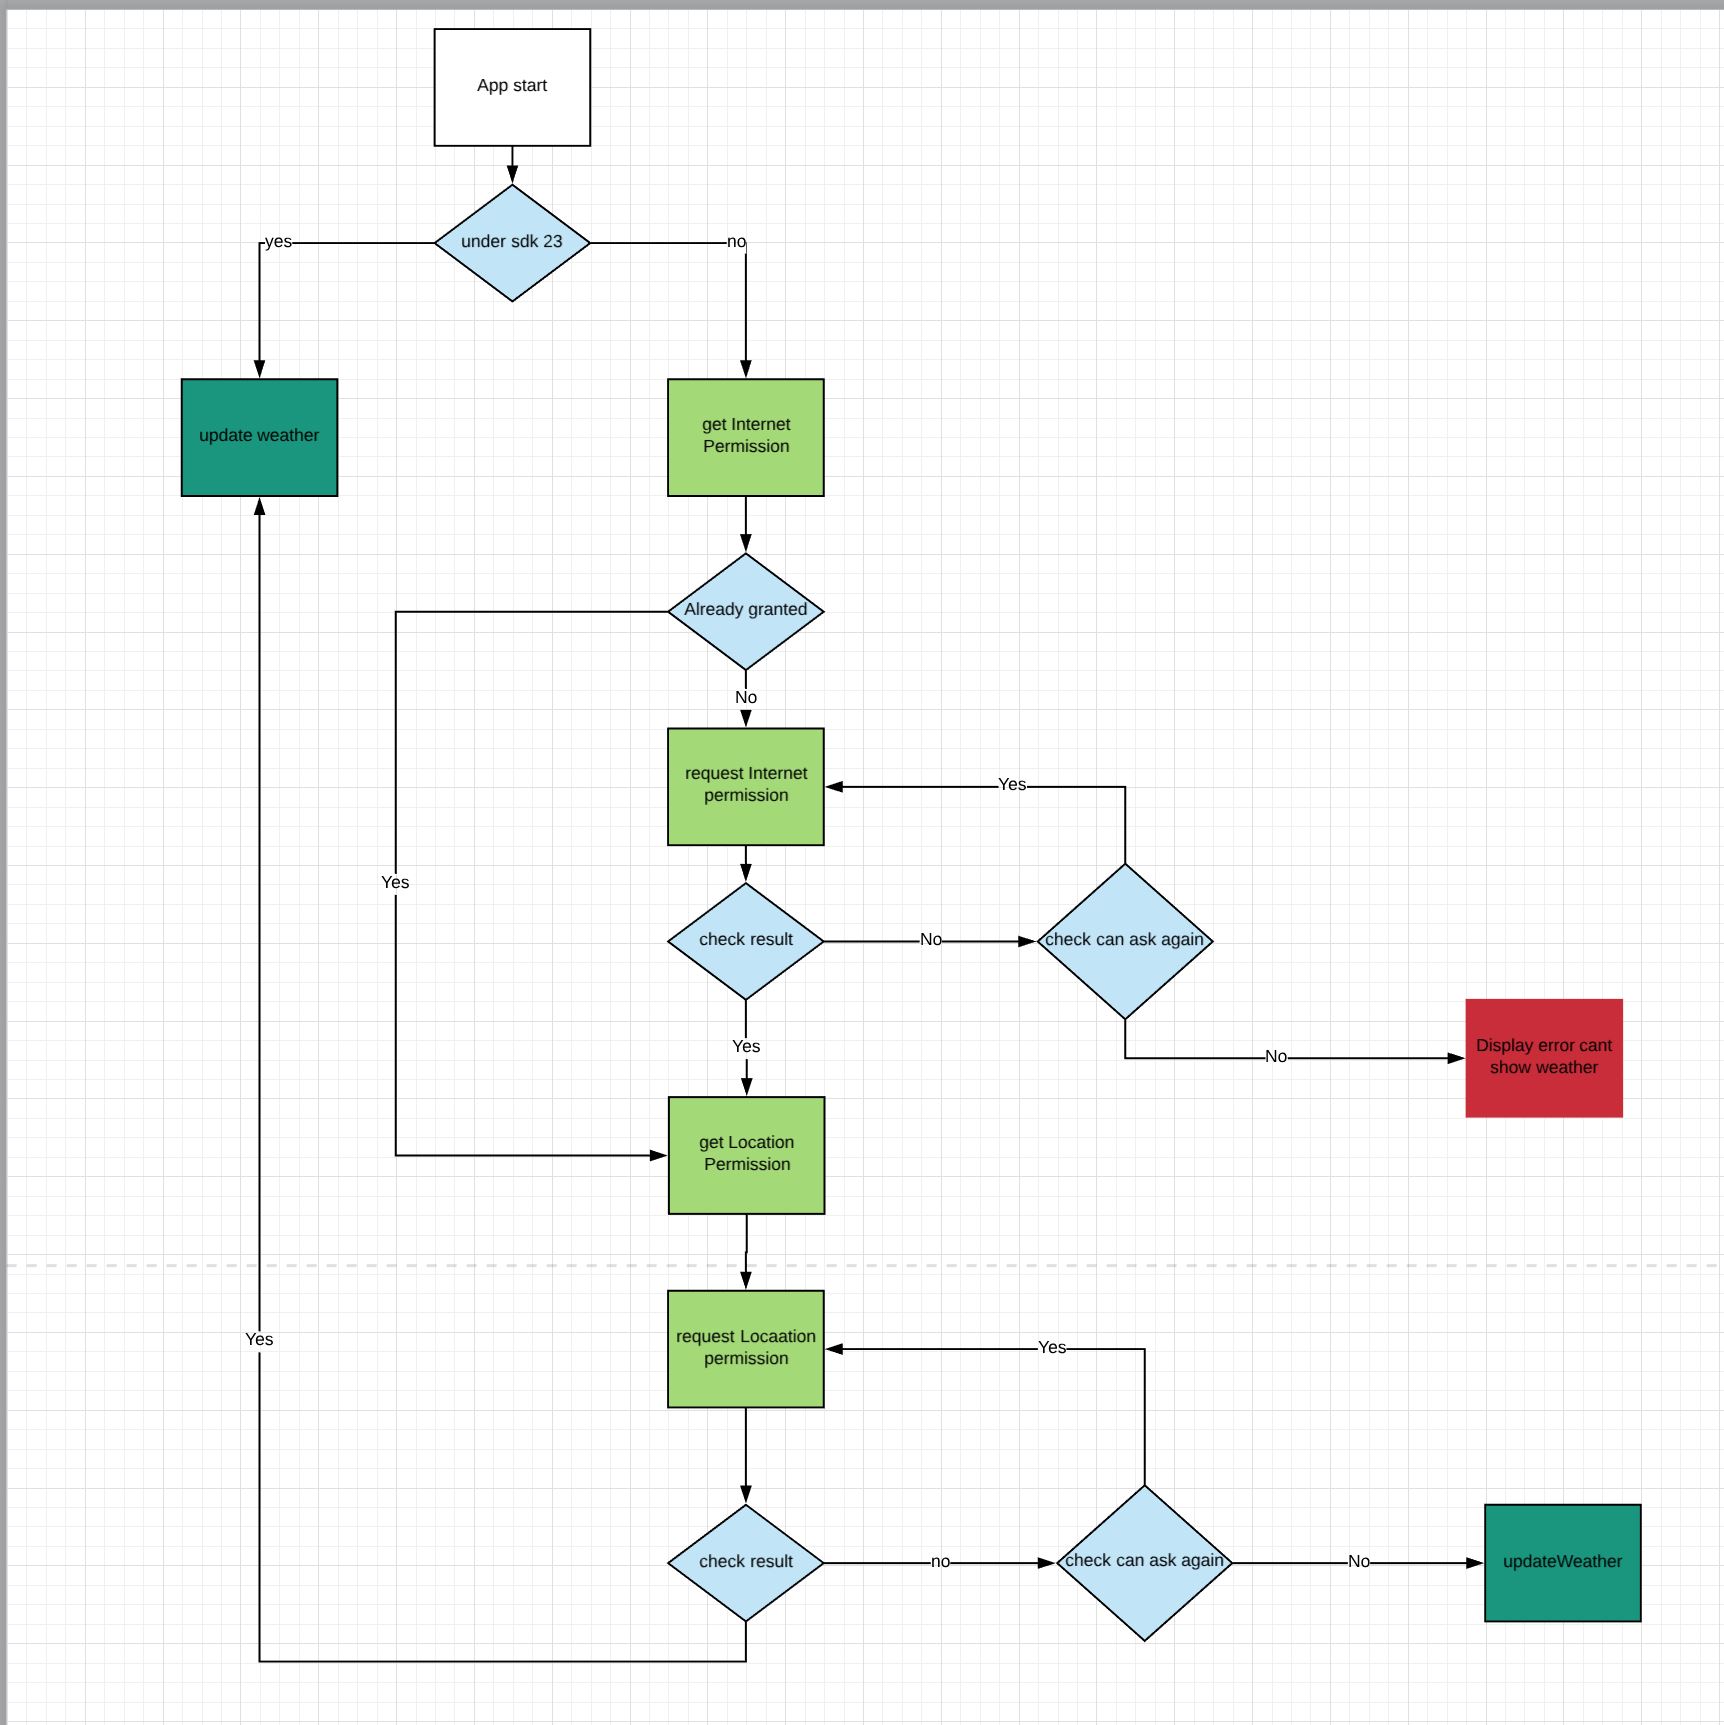 App start
under sdk 23
yes
no
update weather
get Internet
Permission
Already granted
No
request Internet
permission
Yes
Yes
check result
No
check can ask again
Yes
No
Display error cant
show weather
get Location
Permission
request Locaation
permission
Yes
Yes
check result
no
check can ask again
No
updateWeather